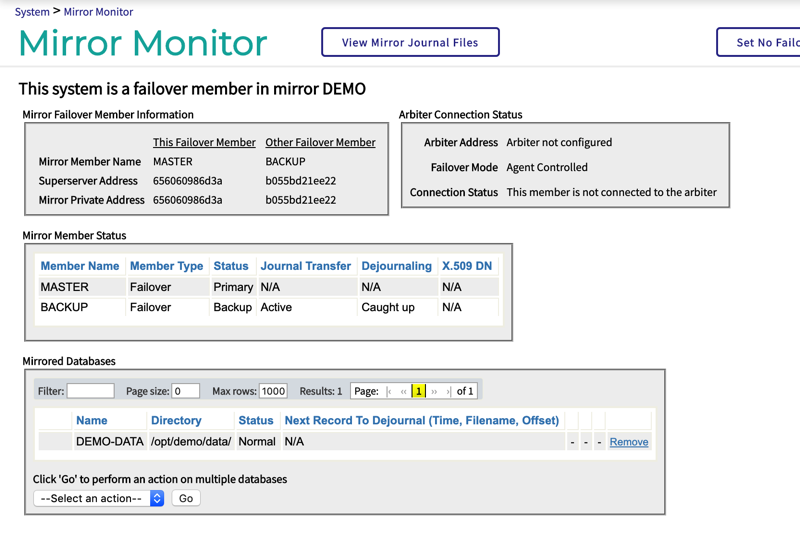 System > Mirror Monitor
Mirror Monitor
View Mirror Journal Files
Set No Failo
This system is a failover member in mirror DEMO
Mirror Failover Member Information
This Failover Member Other Failover Member
Mirror Member Name MASTER BACKUP
Superserver Address 656060986d3a b055bd21ee22
Mirror Private Address 656060986d3a b055bd21ee22
Arbiter Connection Status
Arbiter Address Arbiter not configured
Failover Mode Agent Controlled
Connection Status This member is not connected to the arbiter
Mirror Member Status
Member Name Member Type Status Journal Transfer Dejournaling X.509 DN
MASTER Failover Primary N/A N/A N/A
BACKUP Failover Backup Active Caught up N/A
Mirrored Databases
Filter: Page size: 0 Max rows: 1000 Results: 1 Page: |‹ ‹‹ 1 ›› ›| of 1
Name Directory Status Next Record To Dejournal (Time, Filename, Offset)
DEMO-DATA /opt/demo/data/ Normal N/A - - - Remove
Click 'Go' to perform an action on multiple databases
--Select an action-- Go